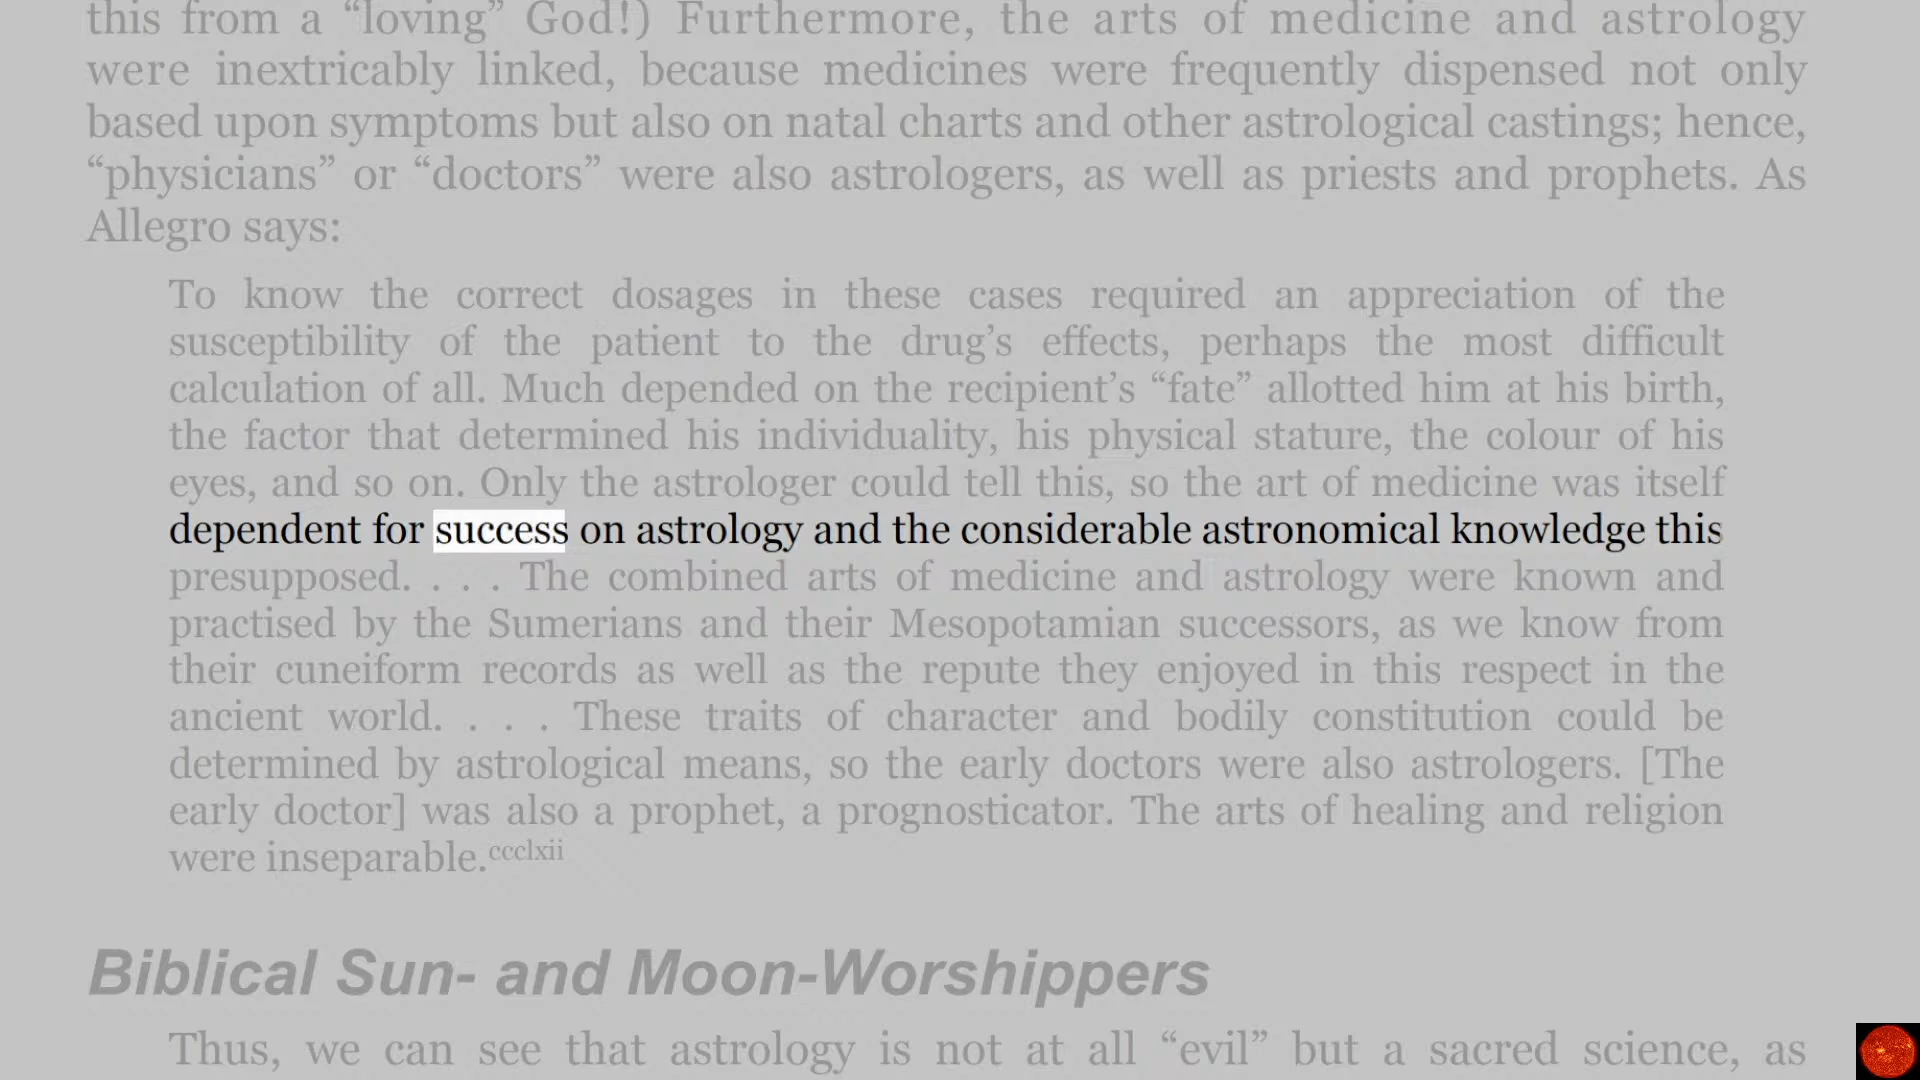 this from a “loving” God!) Furthermore, the arts of medicine and astrology
were inextricably linked, because medicines were frequently dispensed not only
based upon symptoms but also on natal charts and other astrological castings; hence,
“physicians” or “doctors” were also astrologers, as well as priests and prophets. As
Allegro says:
To know the correct dosages in these cases required an appreciation of the
susceptibility of the patient to the drug’s effects, perhaps the most difficult
calculation of all. Much depended on the recipient’s “fate” allotted him at his birth,
the factor that determined his individuality, his physical stature, the colour of his
eyes, and so on. Only the astrologer could tell this, so the art of medicine was itself
dependent for success on astrology and the considerable astronomical knowledge this
presupposed. . . . The combined arts of medicine and astrology were known and
practised by the Sumerians and their Mesopotamian successors, as we know from
their cuneiform records as well as the repute they enjoyed in this respect in the
ancient world. . . . These traits of character and bodily constitution could be
determined by astrological means, so the early doctors were also astrologers. [The
early doctor] was also a prophet, a prognosticator. The arts of healing and religion
were inseparable.ccclxii
Biblical Sun- and Moon-Worshippers
Thus, we can see that astrology is not at all “evil” but a sacred science, as